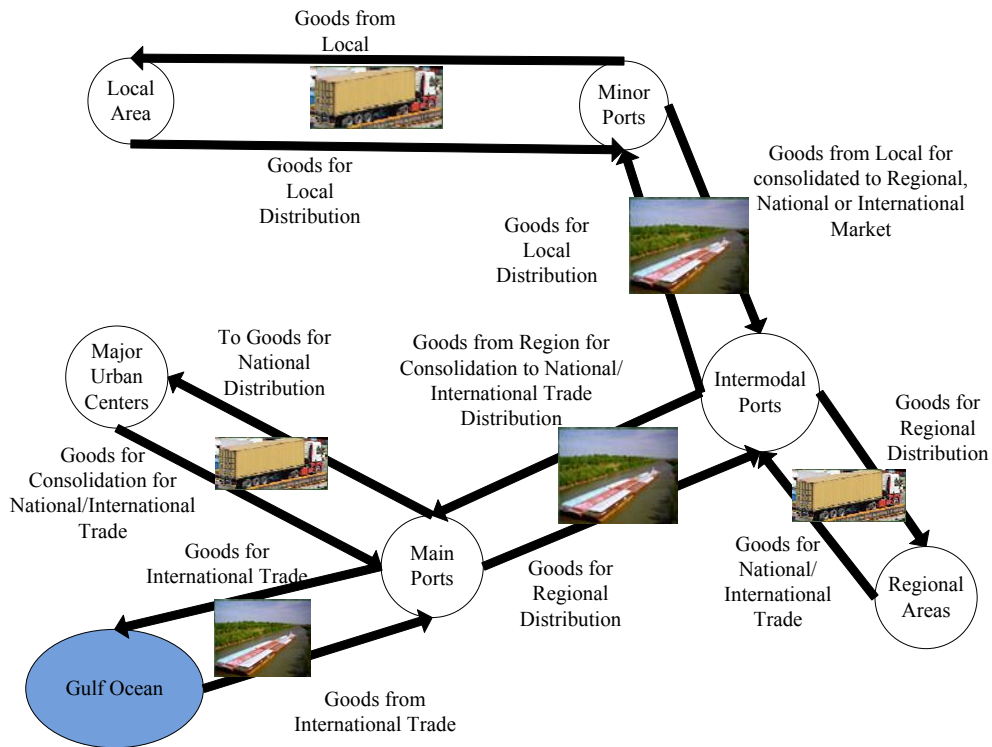 Goods from
Local
Local
Area
Minor
Ports
Goods for
Local
Distribution
Goods from Local for
consolidated to Regional,
National or International
Market
Goods for
Local
Distribution
To Goods for
National
Distribution
Goods from Region for
Consolidation to National/
International Trade
Distribution
Major
Urban
Centers
Intermodal
Ports
Goods for
Regional
Distribution
Goods for
Consolidation for
National/International
Trade
Goods for
International Trade
Main
Ports
Goods for
Regional
Distribution
Goods for
National/
International
Trade
Regional
Areas
Gulf Ocean
Goods from
International Trade